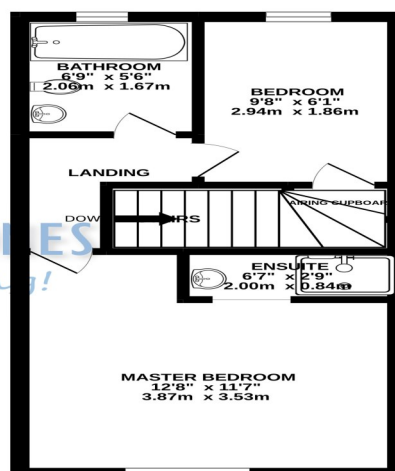 BATHROOM
6'9" x 5'6"
2.06m x 1.67m
BEDROOM
9'8" x 6'1"
2.94m x 1.86m
LANDING
AIRING CUPBOARD
ENSUITE
6'7" x 2'9"
2.00m x 0.84m
MASTER BEDROOM
12'8" x 11'7"
3.87m x 3.53m